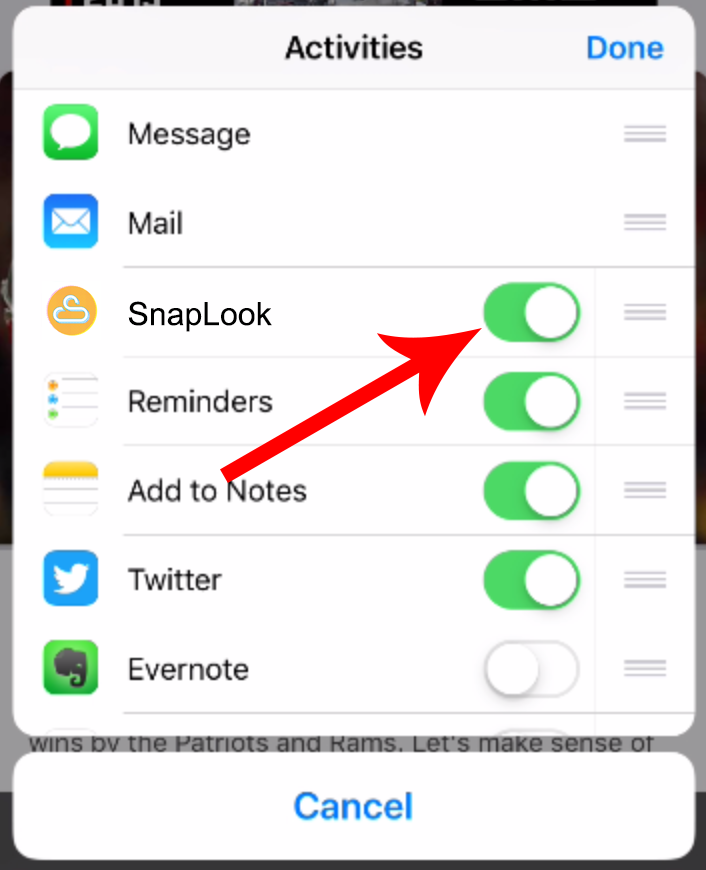 Activities
Done
Message
Mail
SnapLook
Reminders
Add to Notes
Twitter
Evernote
wins by the Patriots and Rams. Let's make sense of
Cancel